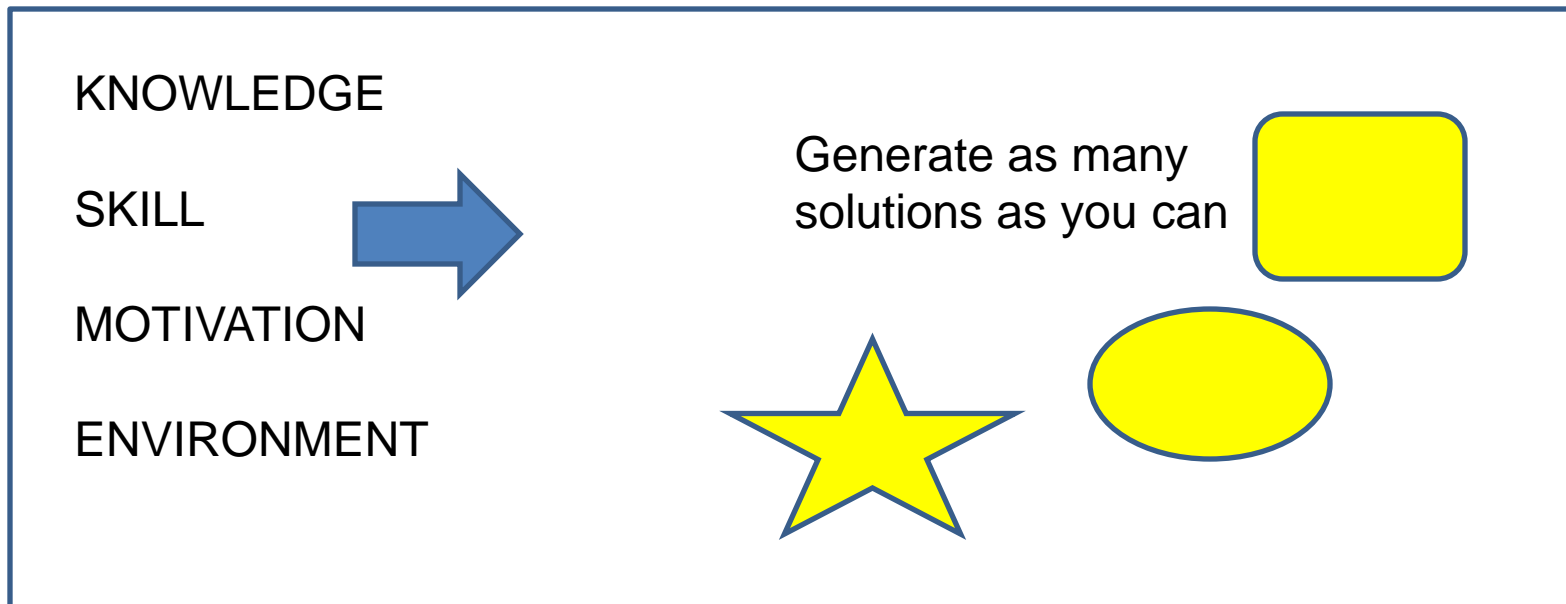 KNOWLEDGE
SKILL
MOTIVATION
ENVIRONMENT
Generate as many
solutions as you can